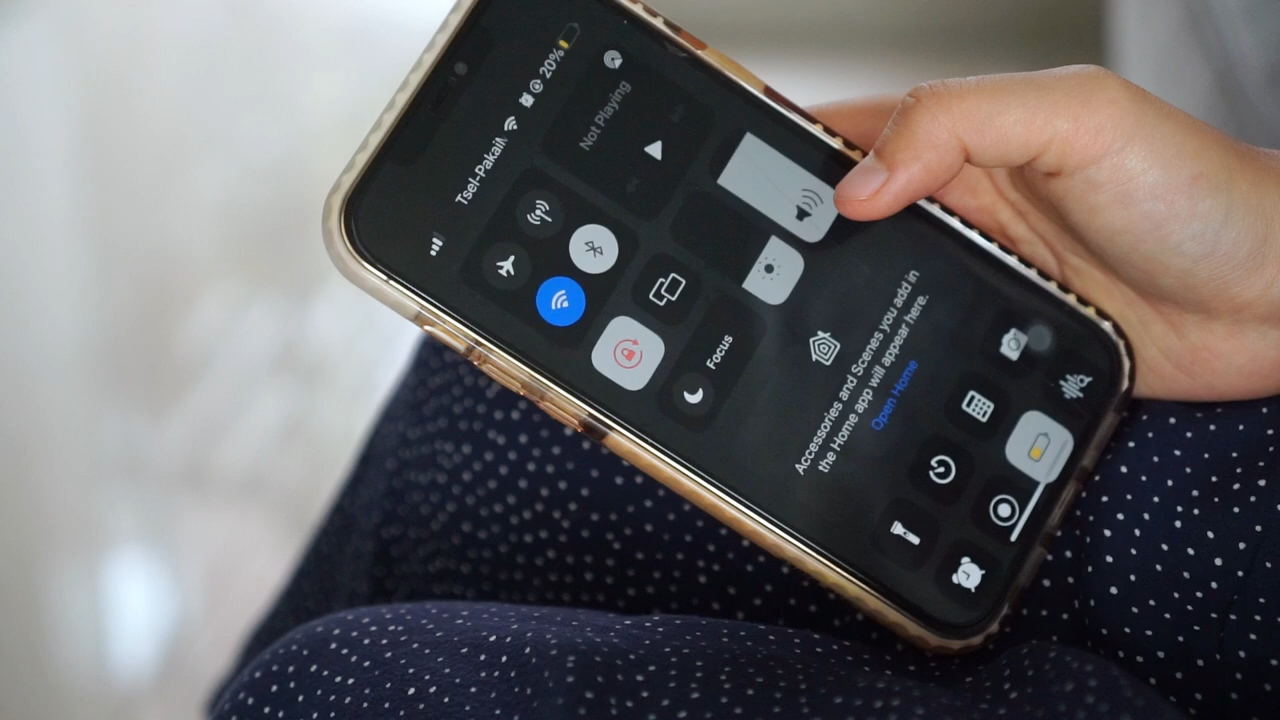 Tsel-PakaiM
20%
Not Playing
Focus
Accessories and Scenes you add in
the Home app will appear here.
Open Home